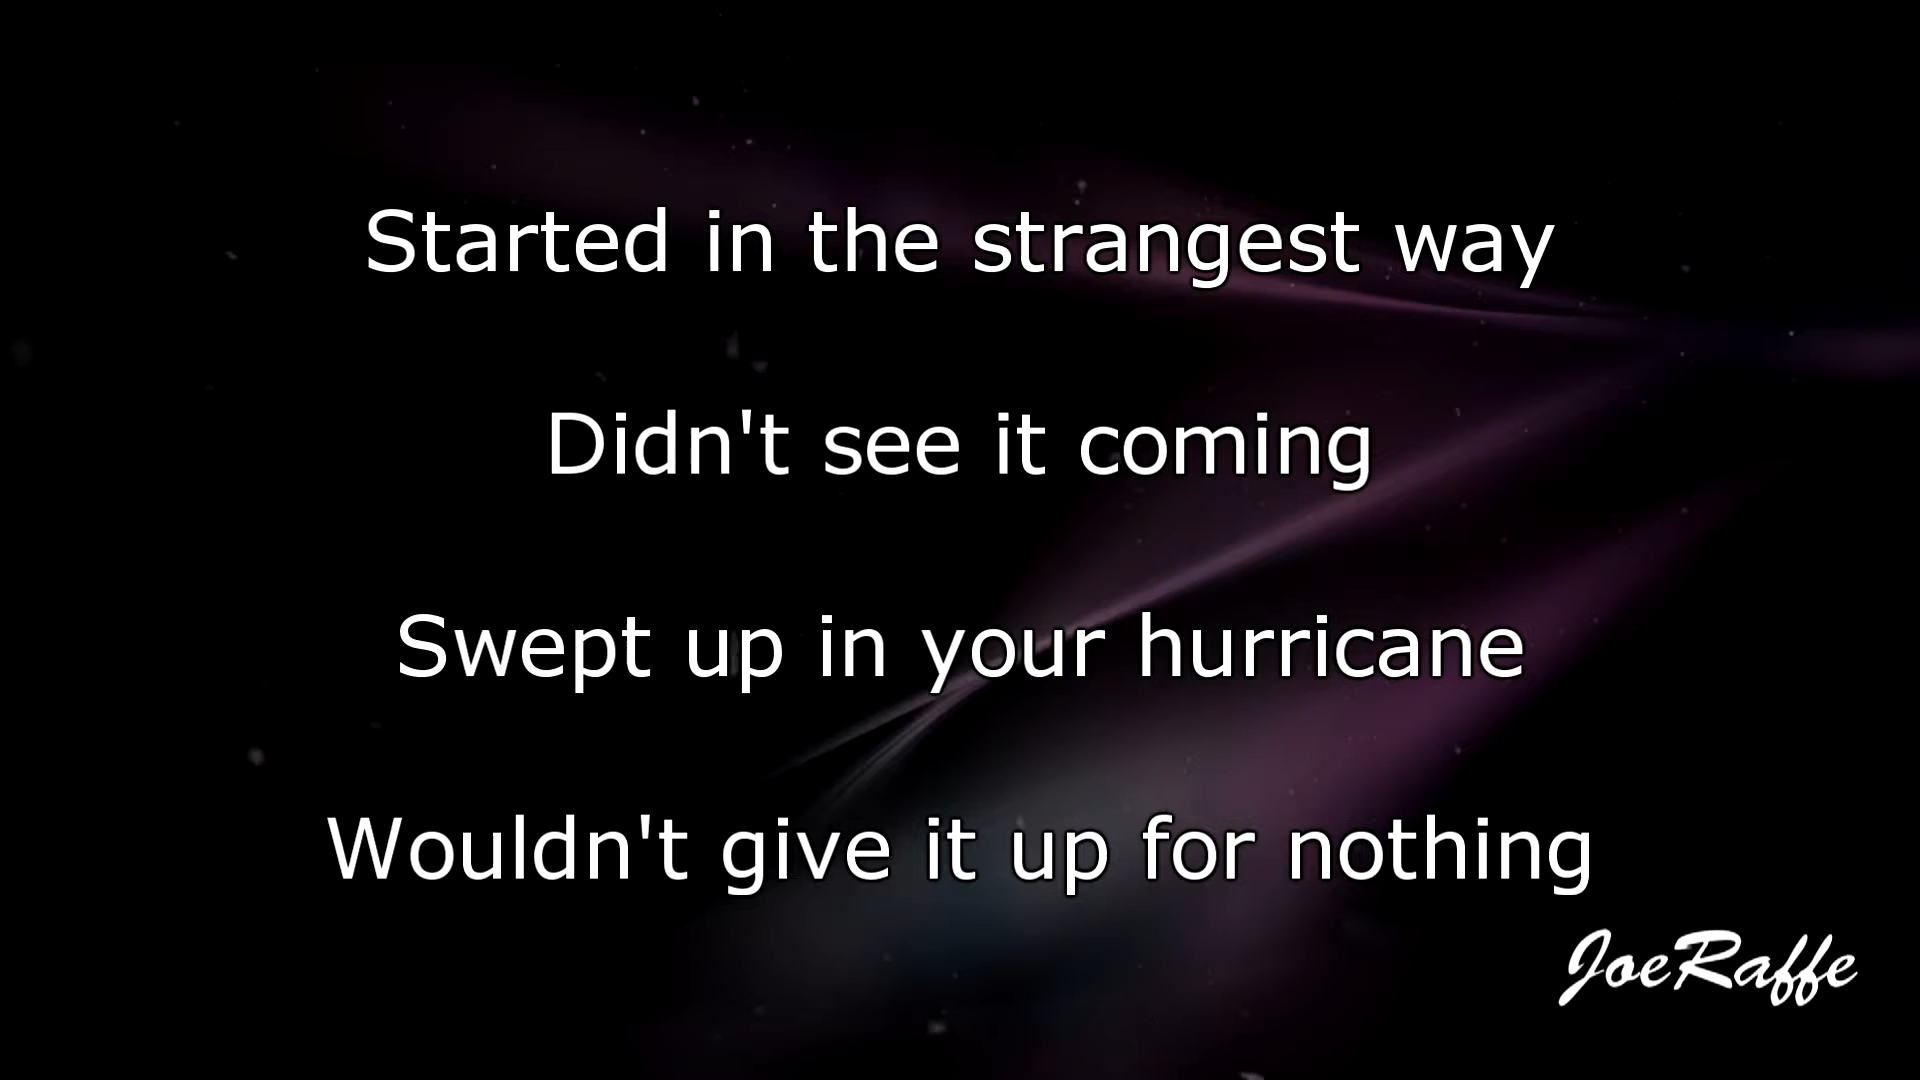 Started in the strangest way
Didn't see it coming
Swept up in your hurricane
Wouldn't give it up for nothing
JoeRaffe